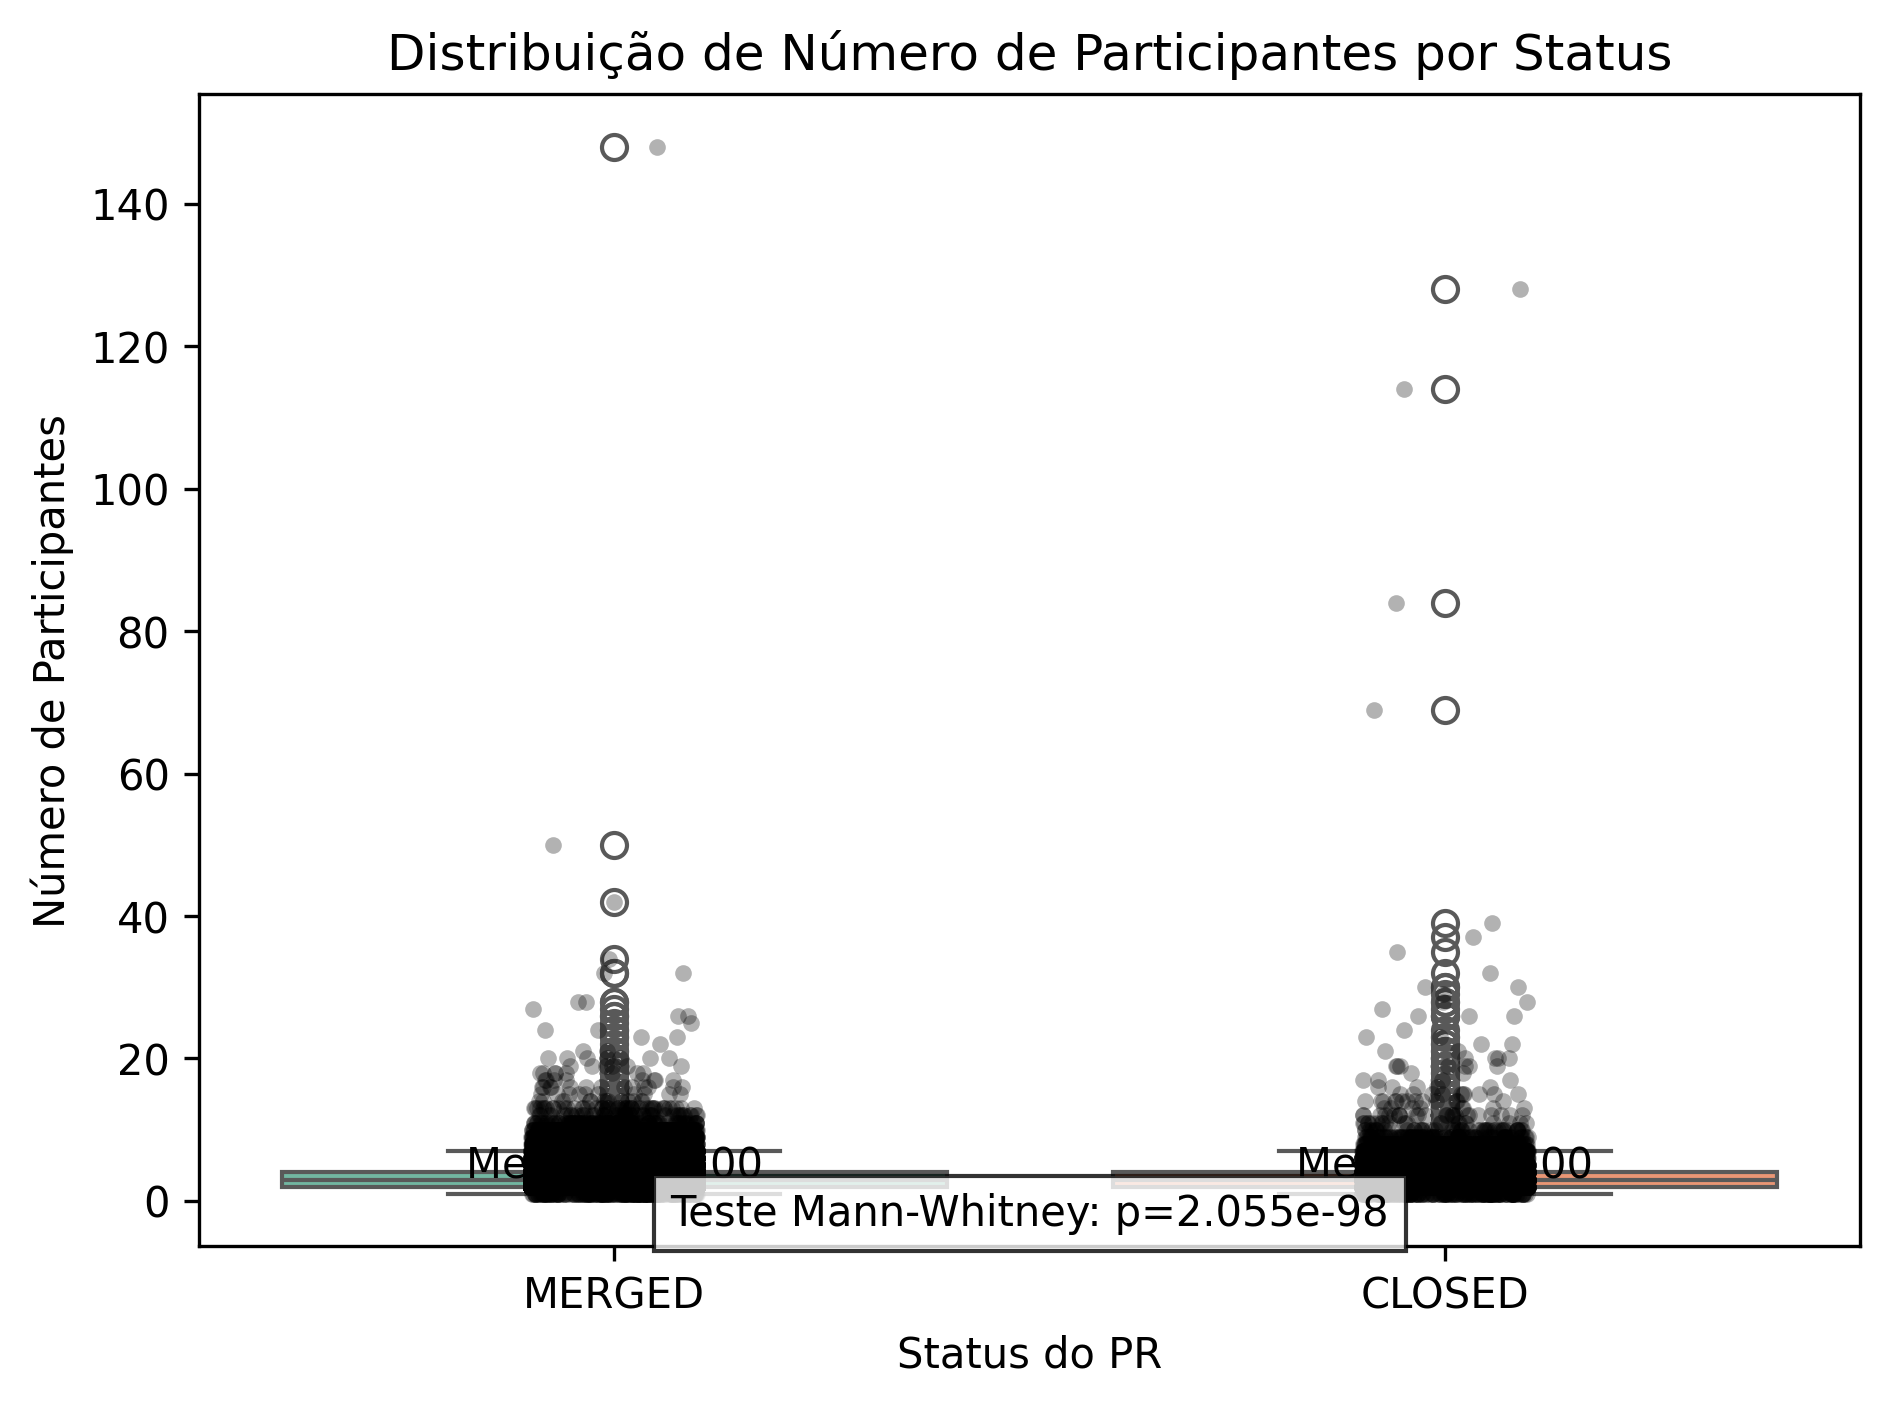 Distribuição de Número de Participantes por Status
Número de Participantes
140
120
100
80
60
40
20
0
Teste Mann-Whitney: p=2.055e-98
MERGED
CLOSED
Status do PR